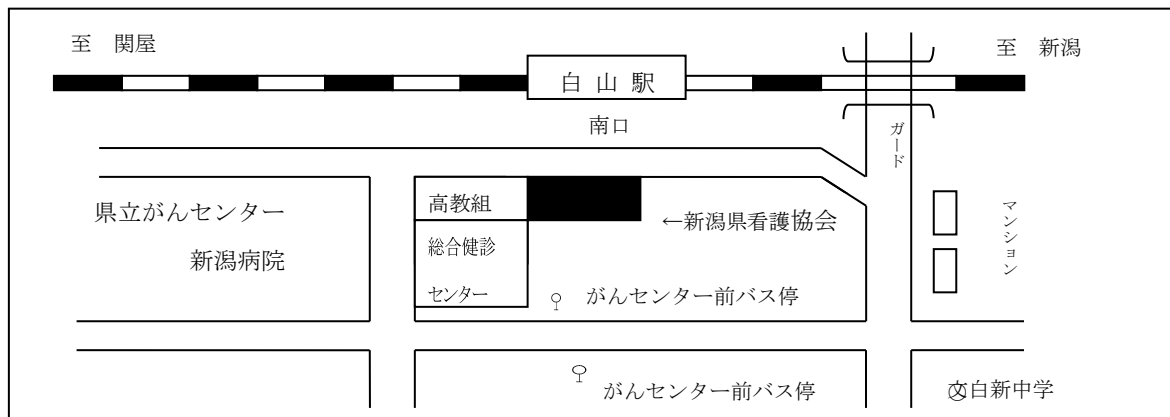 至　関屋
至　新潟
白 山 駅
南口
ガード
県立がんセンター
新潟病院
高教組
総合健診
センター
←新潟県看護協会
マンション
がんセンター前バス停
がんセンター前バス停
文白新中学